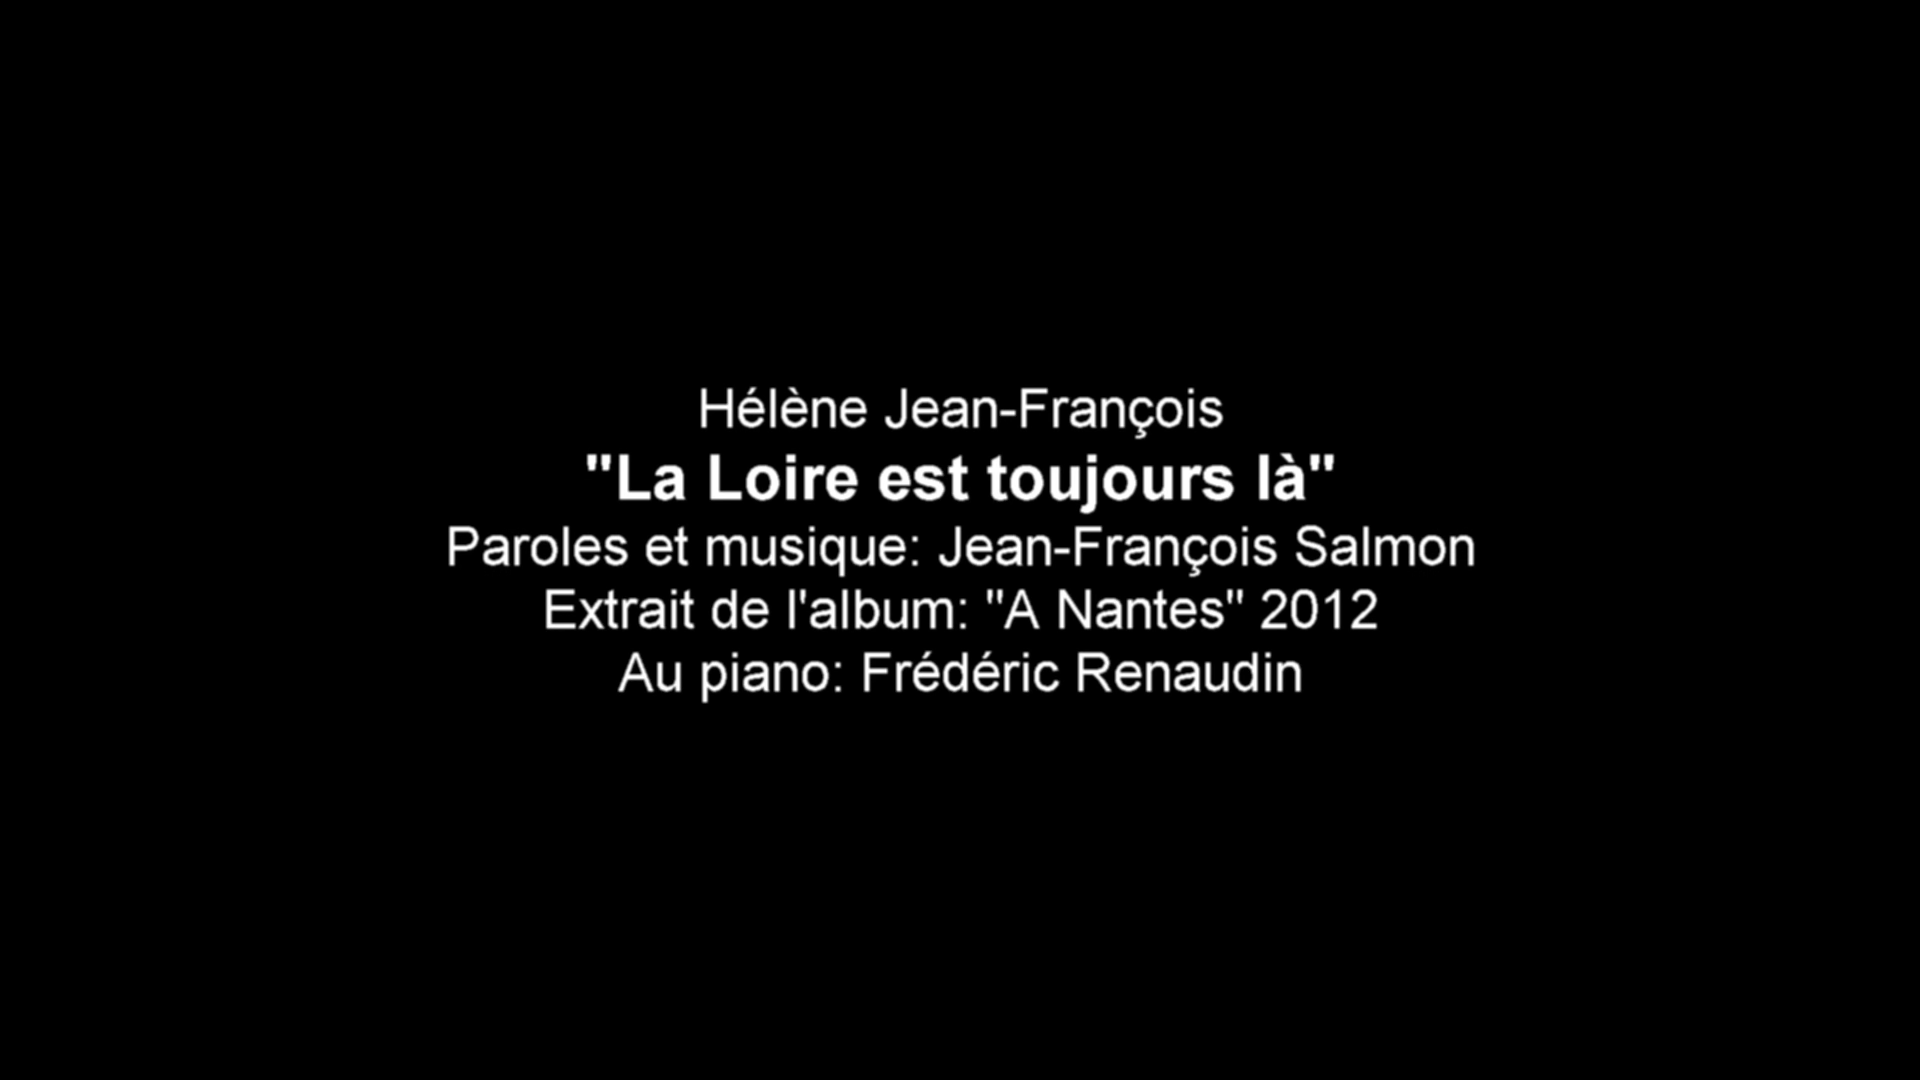 Hélène Jean-François
"La Loire est toujours là"
Paroles et musique: Jean-François Salmon
Extrait de l'album: "A Nantes" 2012
Au piano: Frédéric Renaudin